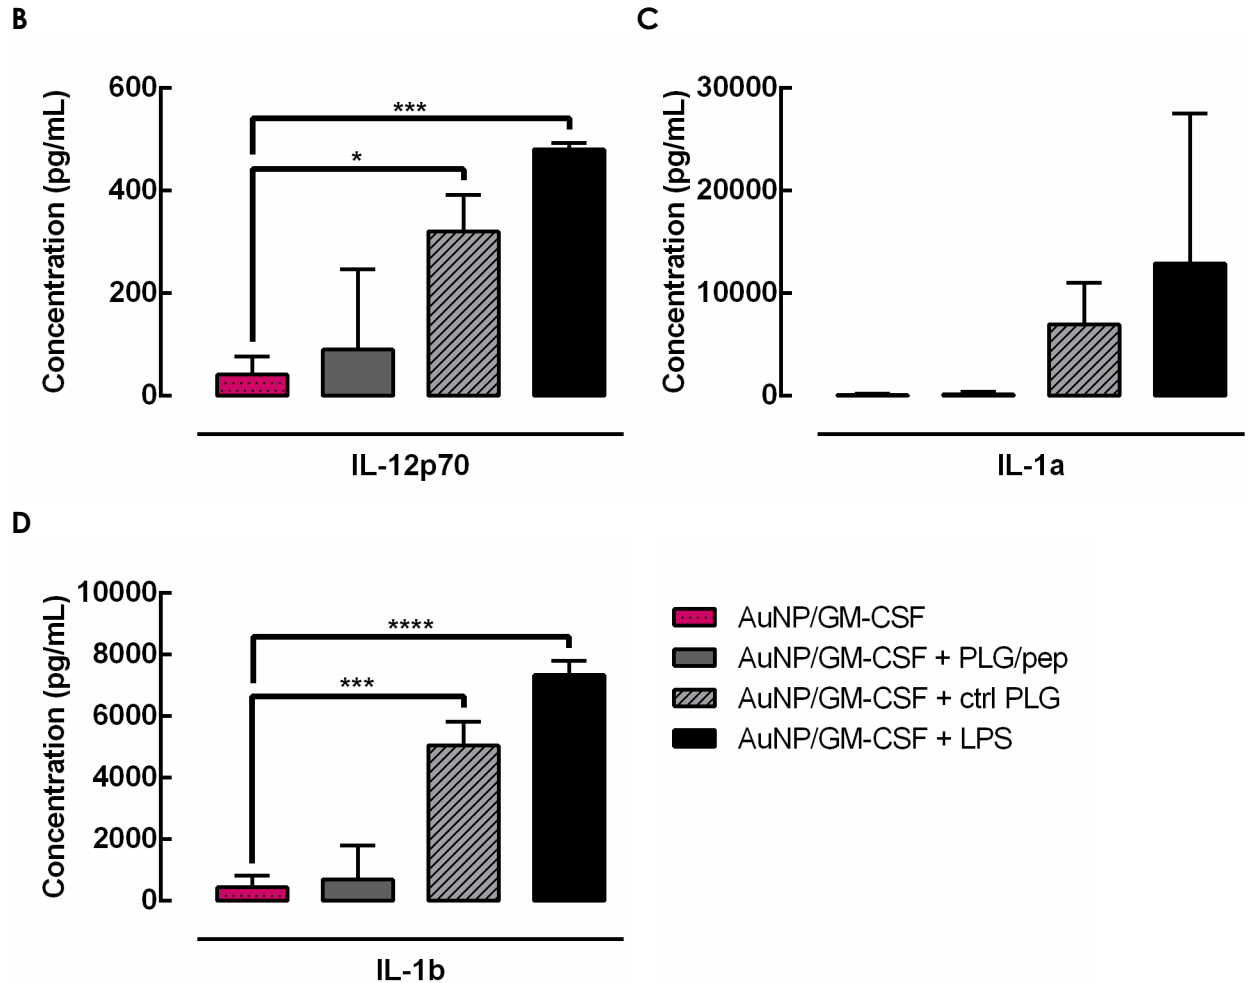 B
Concentration (pg/mL)
600
400
200
0
***
*
IL-12p70
C
Concentration (pg/mL)
30000
20000
10000
0
IL-1a
D
Concentration (pg/mL)
10000
8000
6000
4000
2000
0
****
***
IL-1b
AuNP/GM-CSF
AuNP/GM-CSF + PLG/pep
AuNP/GM-CSF + ctrl PLG
AuNP/GM-CSF + LPS